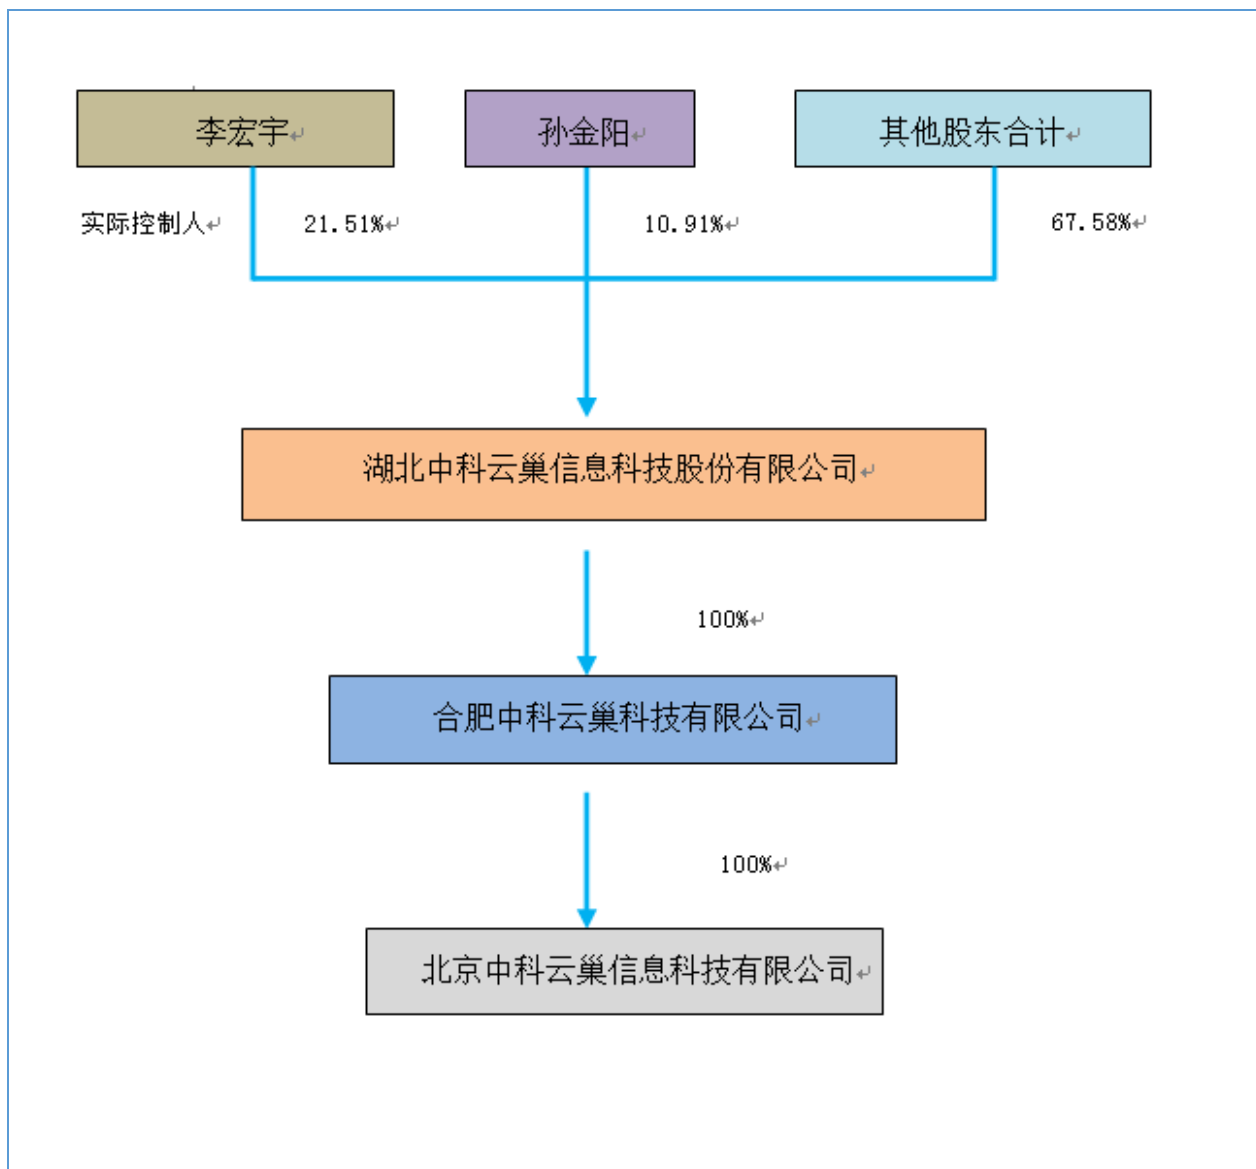 李宏宇
孙金阳
其他股东合计
实际控制人
21.51%
10.91%
67.58%
湖北中科云巢信息科技股份有限公司
100%
合肥中科云巢科技有限公司
100%
北京中科云巢信息科技有限公司